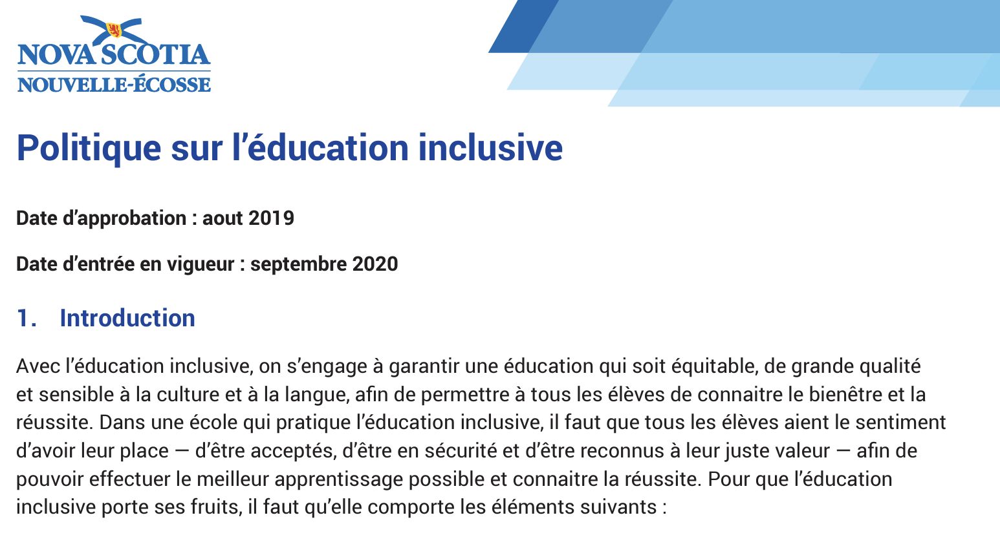 NOVA SCOTIA
NOUVELLE-ÉCOSSE
Politique sur l’éducation inclusive
Date d’approbation : aout 2019
Date d’entrée en vigueur : septembre 2020
1. Introduction
Avec l’éducation inclusive, on s’engage à garantir une éducation qui soit équitable, de grande qualité
et sensible à la culture et à la langue, afin de permettre à tous les élèves de connaitre le bienêtre et la
réussite. Dans une école qui pratique l’éducation inclusive, il faut que tous les élèves aient le sentiment
d’avoir leur place — d’être acceptés, d’être en sécurité et d’être reconnus à leur juste valeur — afin de
pouvoir effectuer le meilleur apprentissage possible et connaitre la réussite. Pour que l’éducation
inclusive porte ses fruits, il faut qu’elle comporte les éléments suivants :